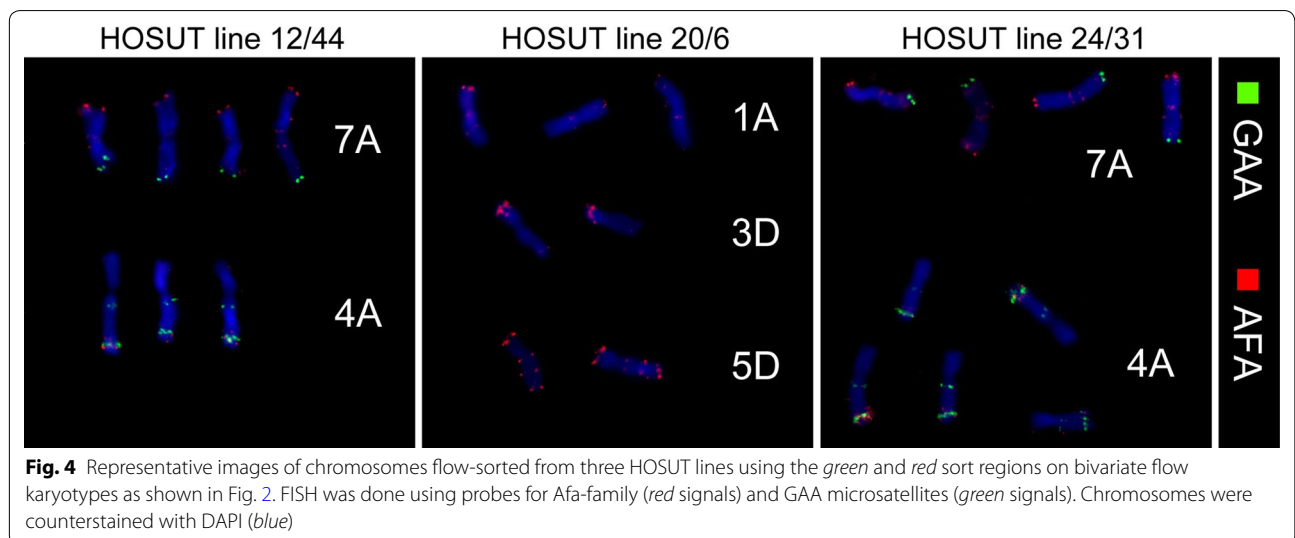 HOSUT line 12/44
HOSUT line 20/6
HOSUT line 24/31
7A
4A
1A
3D
5D
7A
4A
GAA
AFA
Fig. 4 Representative images of chromosomes flow-sorted from three HOSUT lines using the green and red sort regions on bivariate flow
karyotypes as shown in Fig. 2. FISH was done using probes for Afa-family (red signals) and GAA microsatellites (green signals). Chromosomes were
counterstained with DAPI (blue)